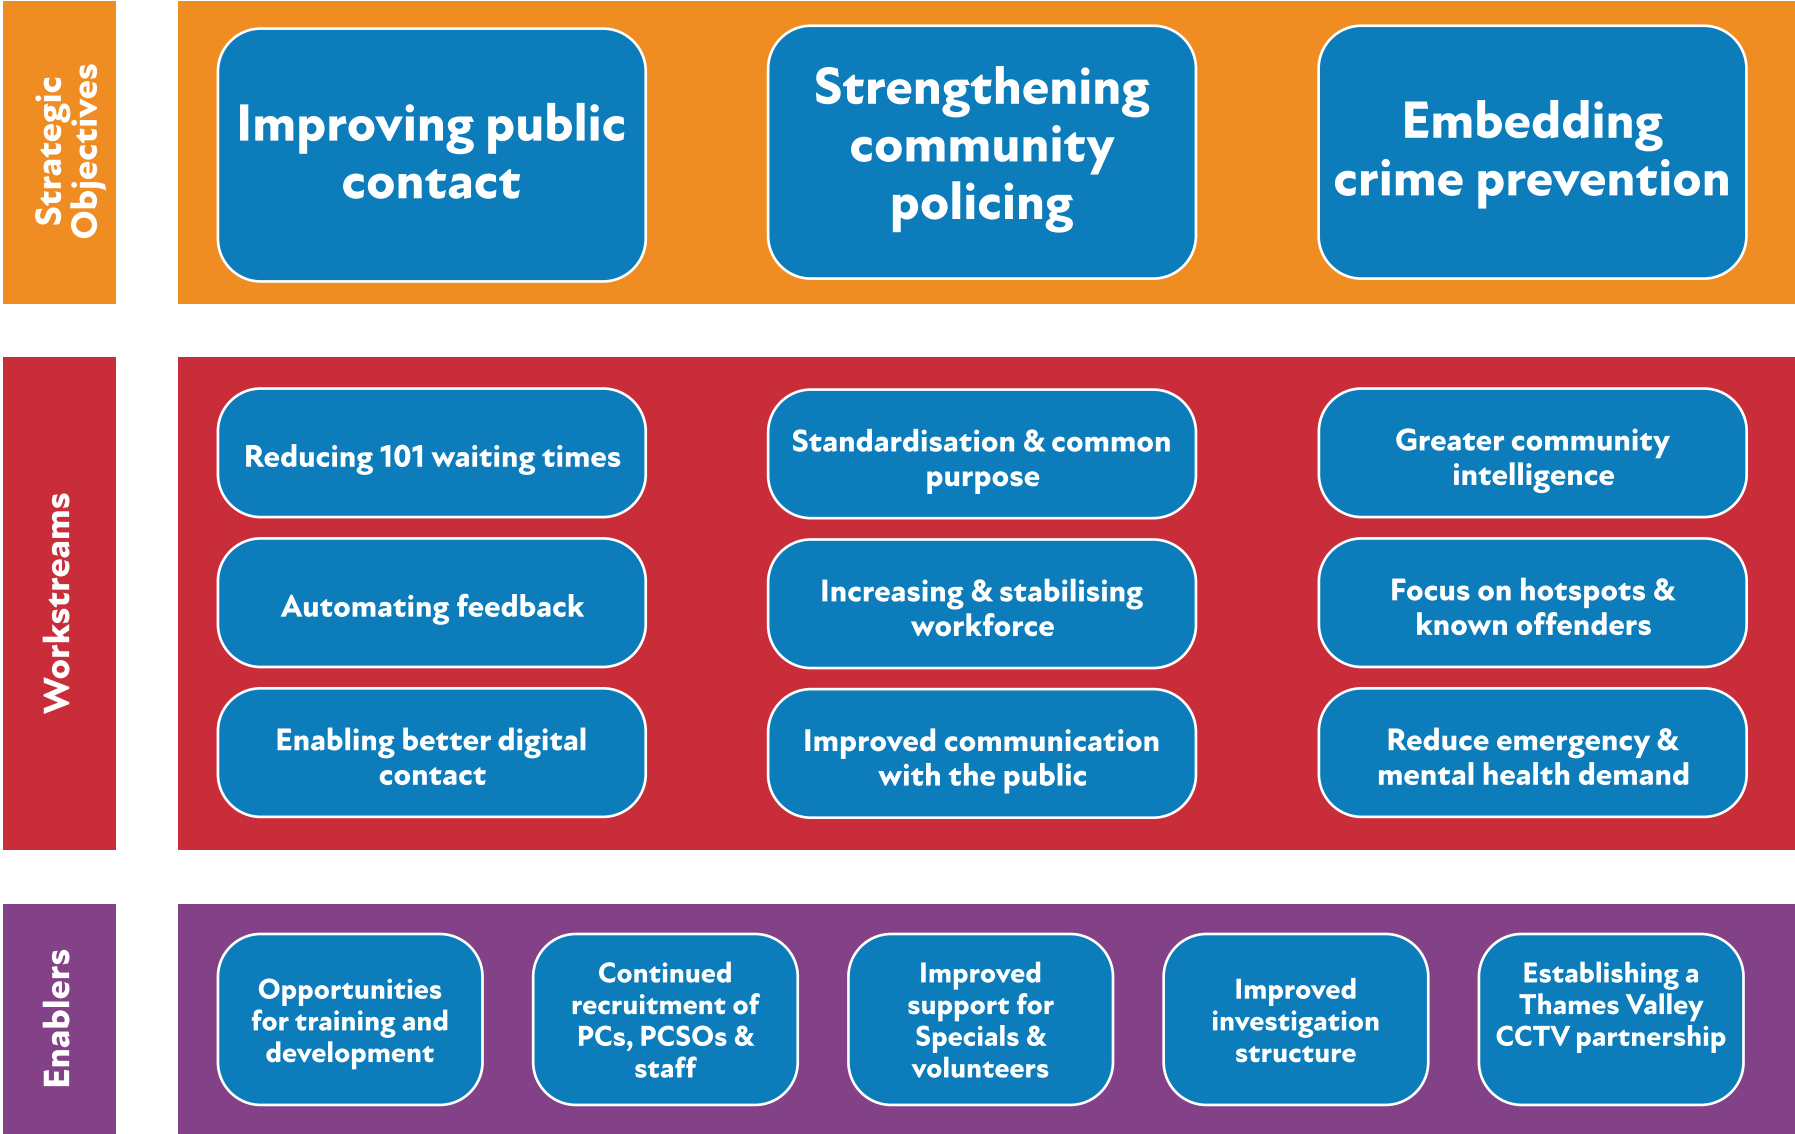 Strategic
Objectives
Improving public
contact
Strengthening
community
policing
Embedding
crime prevention
Workstreams
Reducing 101 waiting times
Standardisation & common
purpose
Greater community
intelligence
Automating feedback
Increasing & stabilising
workforce
Focus on hotspots &
known offenders
Enabling better digital
contact
Improved communication
with the public
Reduce emergency &
mental health demand
Enablers
Opportunities
for training and
development
Continued
recruitment of
PCs, PCSOs &
staff
Improved
support for
Specials &
volunteers
Improved
investigation
structure
Establishing a
Thames Valley
CCTV partnership